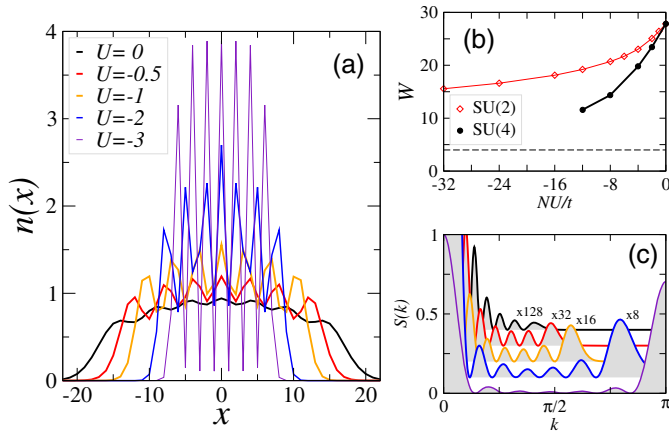 (a)
U= 0
U=-0.5
U=-1
U=-2
U=-3
n(x)
4
3
2
1
0
-20 -10 0 10 20
x
(b)
W
30
20
10
0
SU(2)
SU(4)
-32 -24 -16 -8 0
NU/t
(c)
S(k)
1
0.5
0
x128 x32 x16 x8
0 π/2 π
k